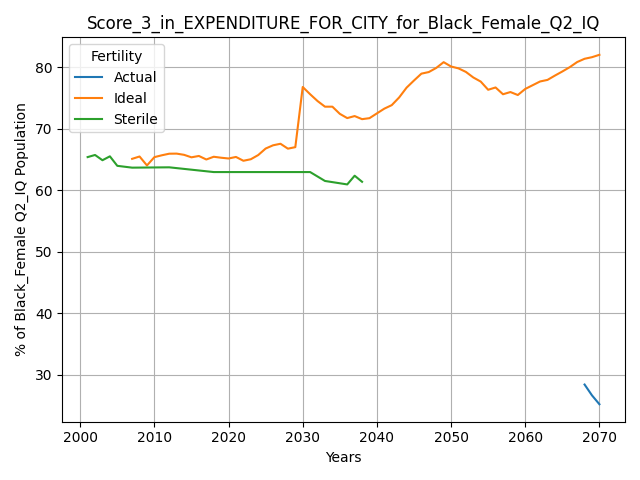 Score_3_in_EXPENDITURE_FOR_CITY_for_Black_Female_Q2_IQ
Fertility
Actual
Ideal
Sterile
% of Black_Female Q2_IQ Population
80
70
60
50
40
30
2000 2010 2020 2030 2040 2050 2060 2070
Years